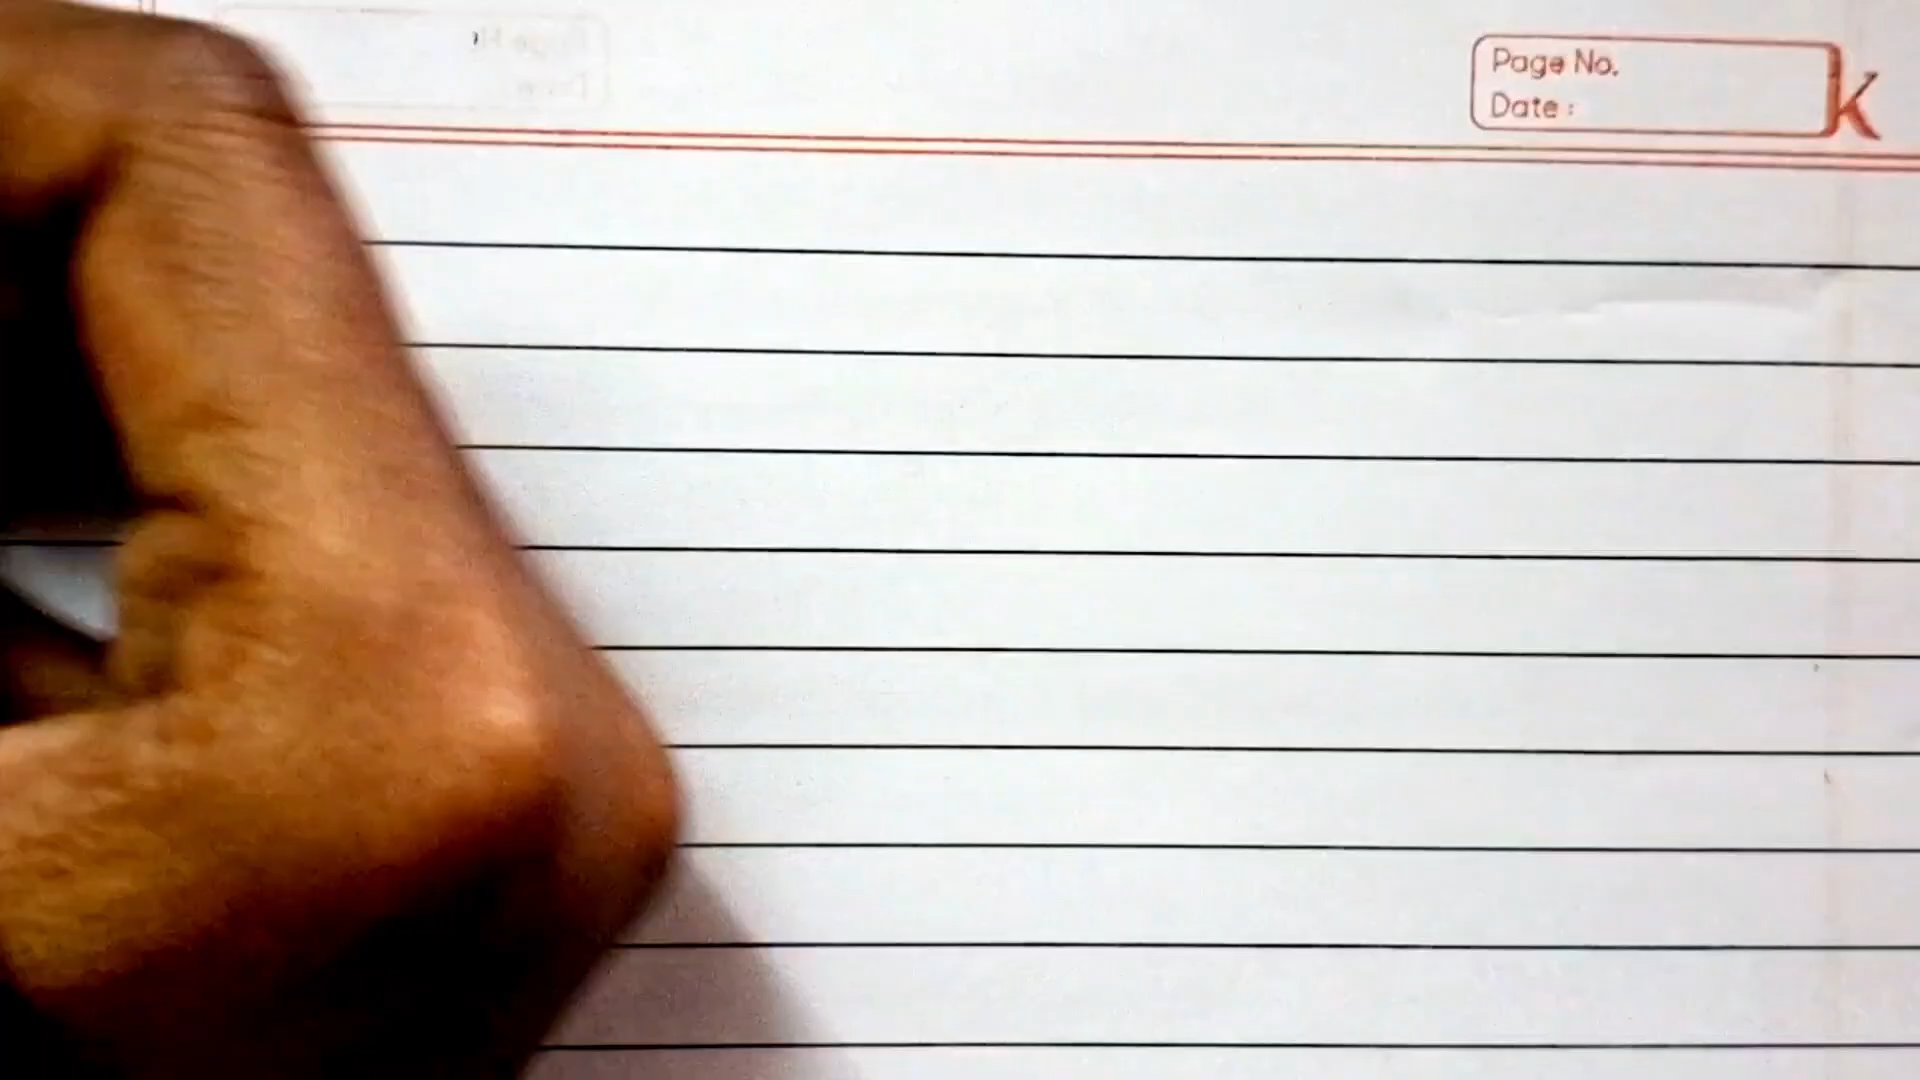 Page No.
Date :
k